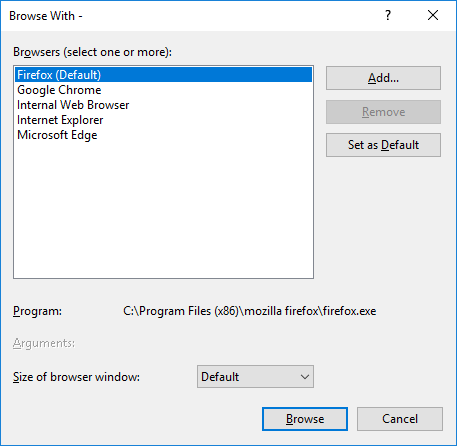 Browse With -
?
Browsers (select one or more):
Firefox (Default)
Google Chrome
Internal Web Browser
Internet Explorer
Microsoft Edge
Add...
Remove
Set as Default
Program: C:\Program Files (x86)\mozilla firefox\firefox.exe
Arguments:
Size of browser window: Default
Browse Cancel